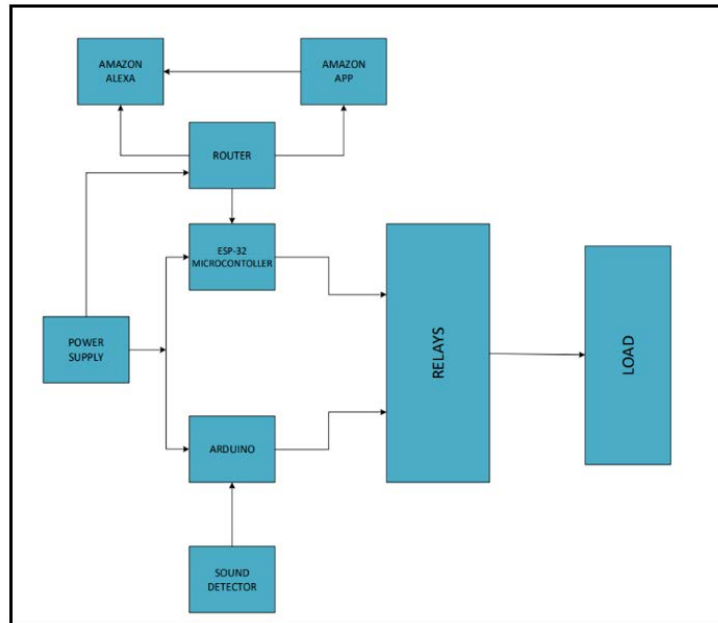 AMAZON
ALEXA
AMAZON
APP
ROUTER
ESP-32
MICROCONTOLLER
POWER
SUPPLY
RELAYS
LOAD
ARDUINO
SOUND
DETECTOR